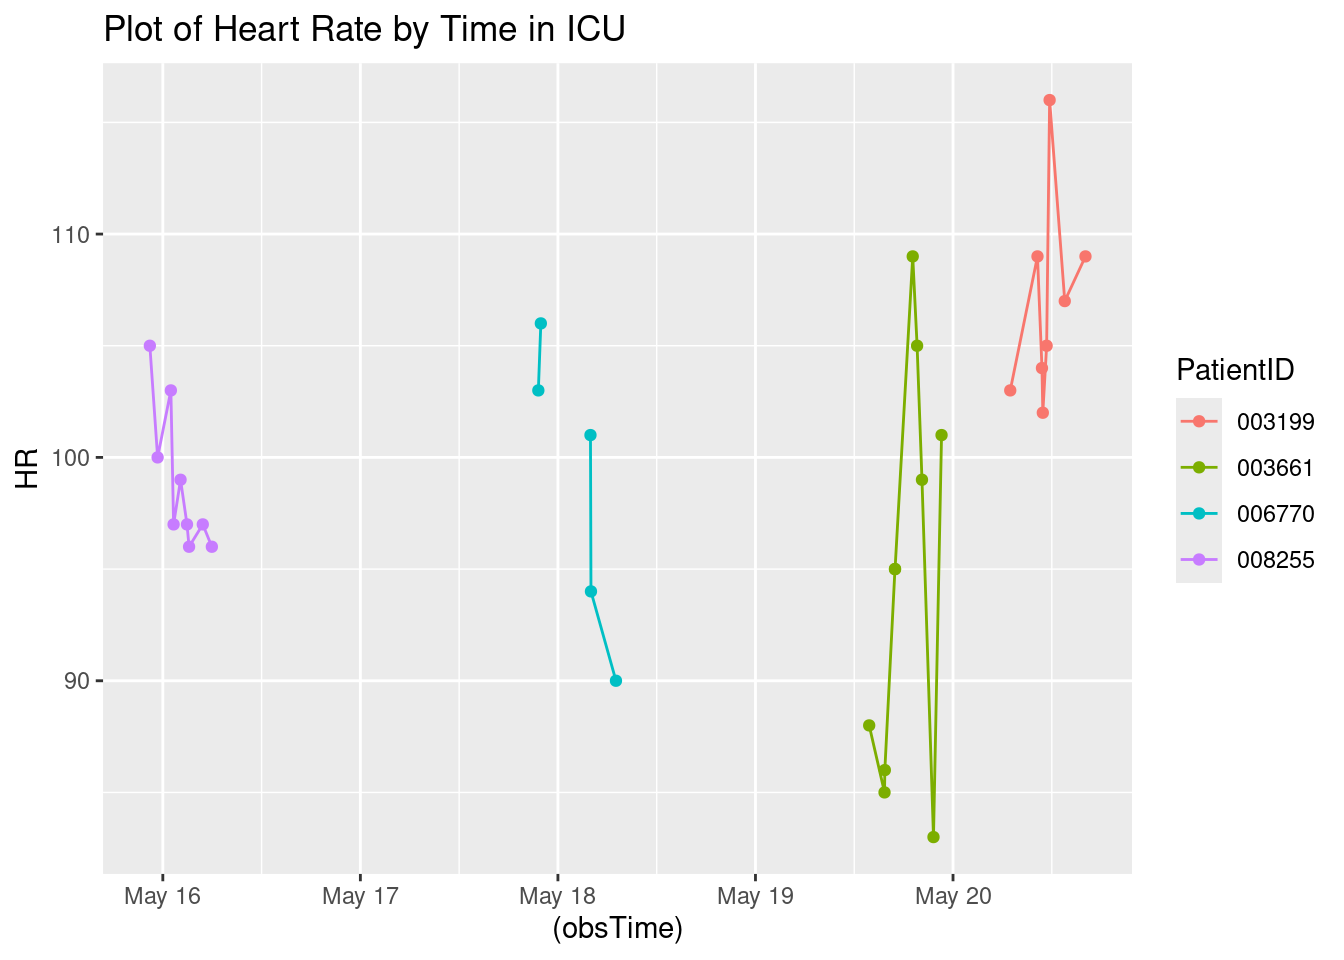 Plot of Heart Rate by Time in ICU
HR
110
100
90
May 16
May 17
May 18
May 19
May 20
(obsTime)
PatientID
003199
003661
006770
008255